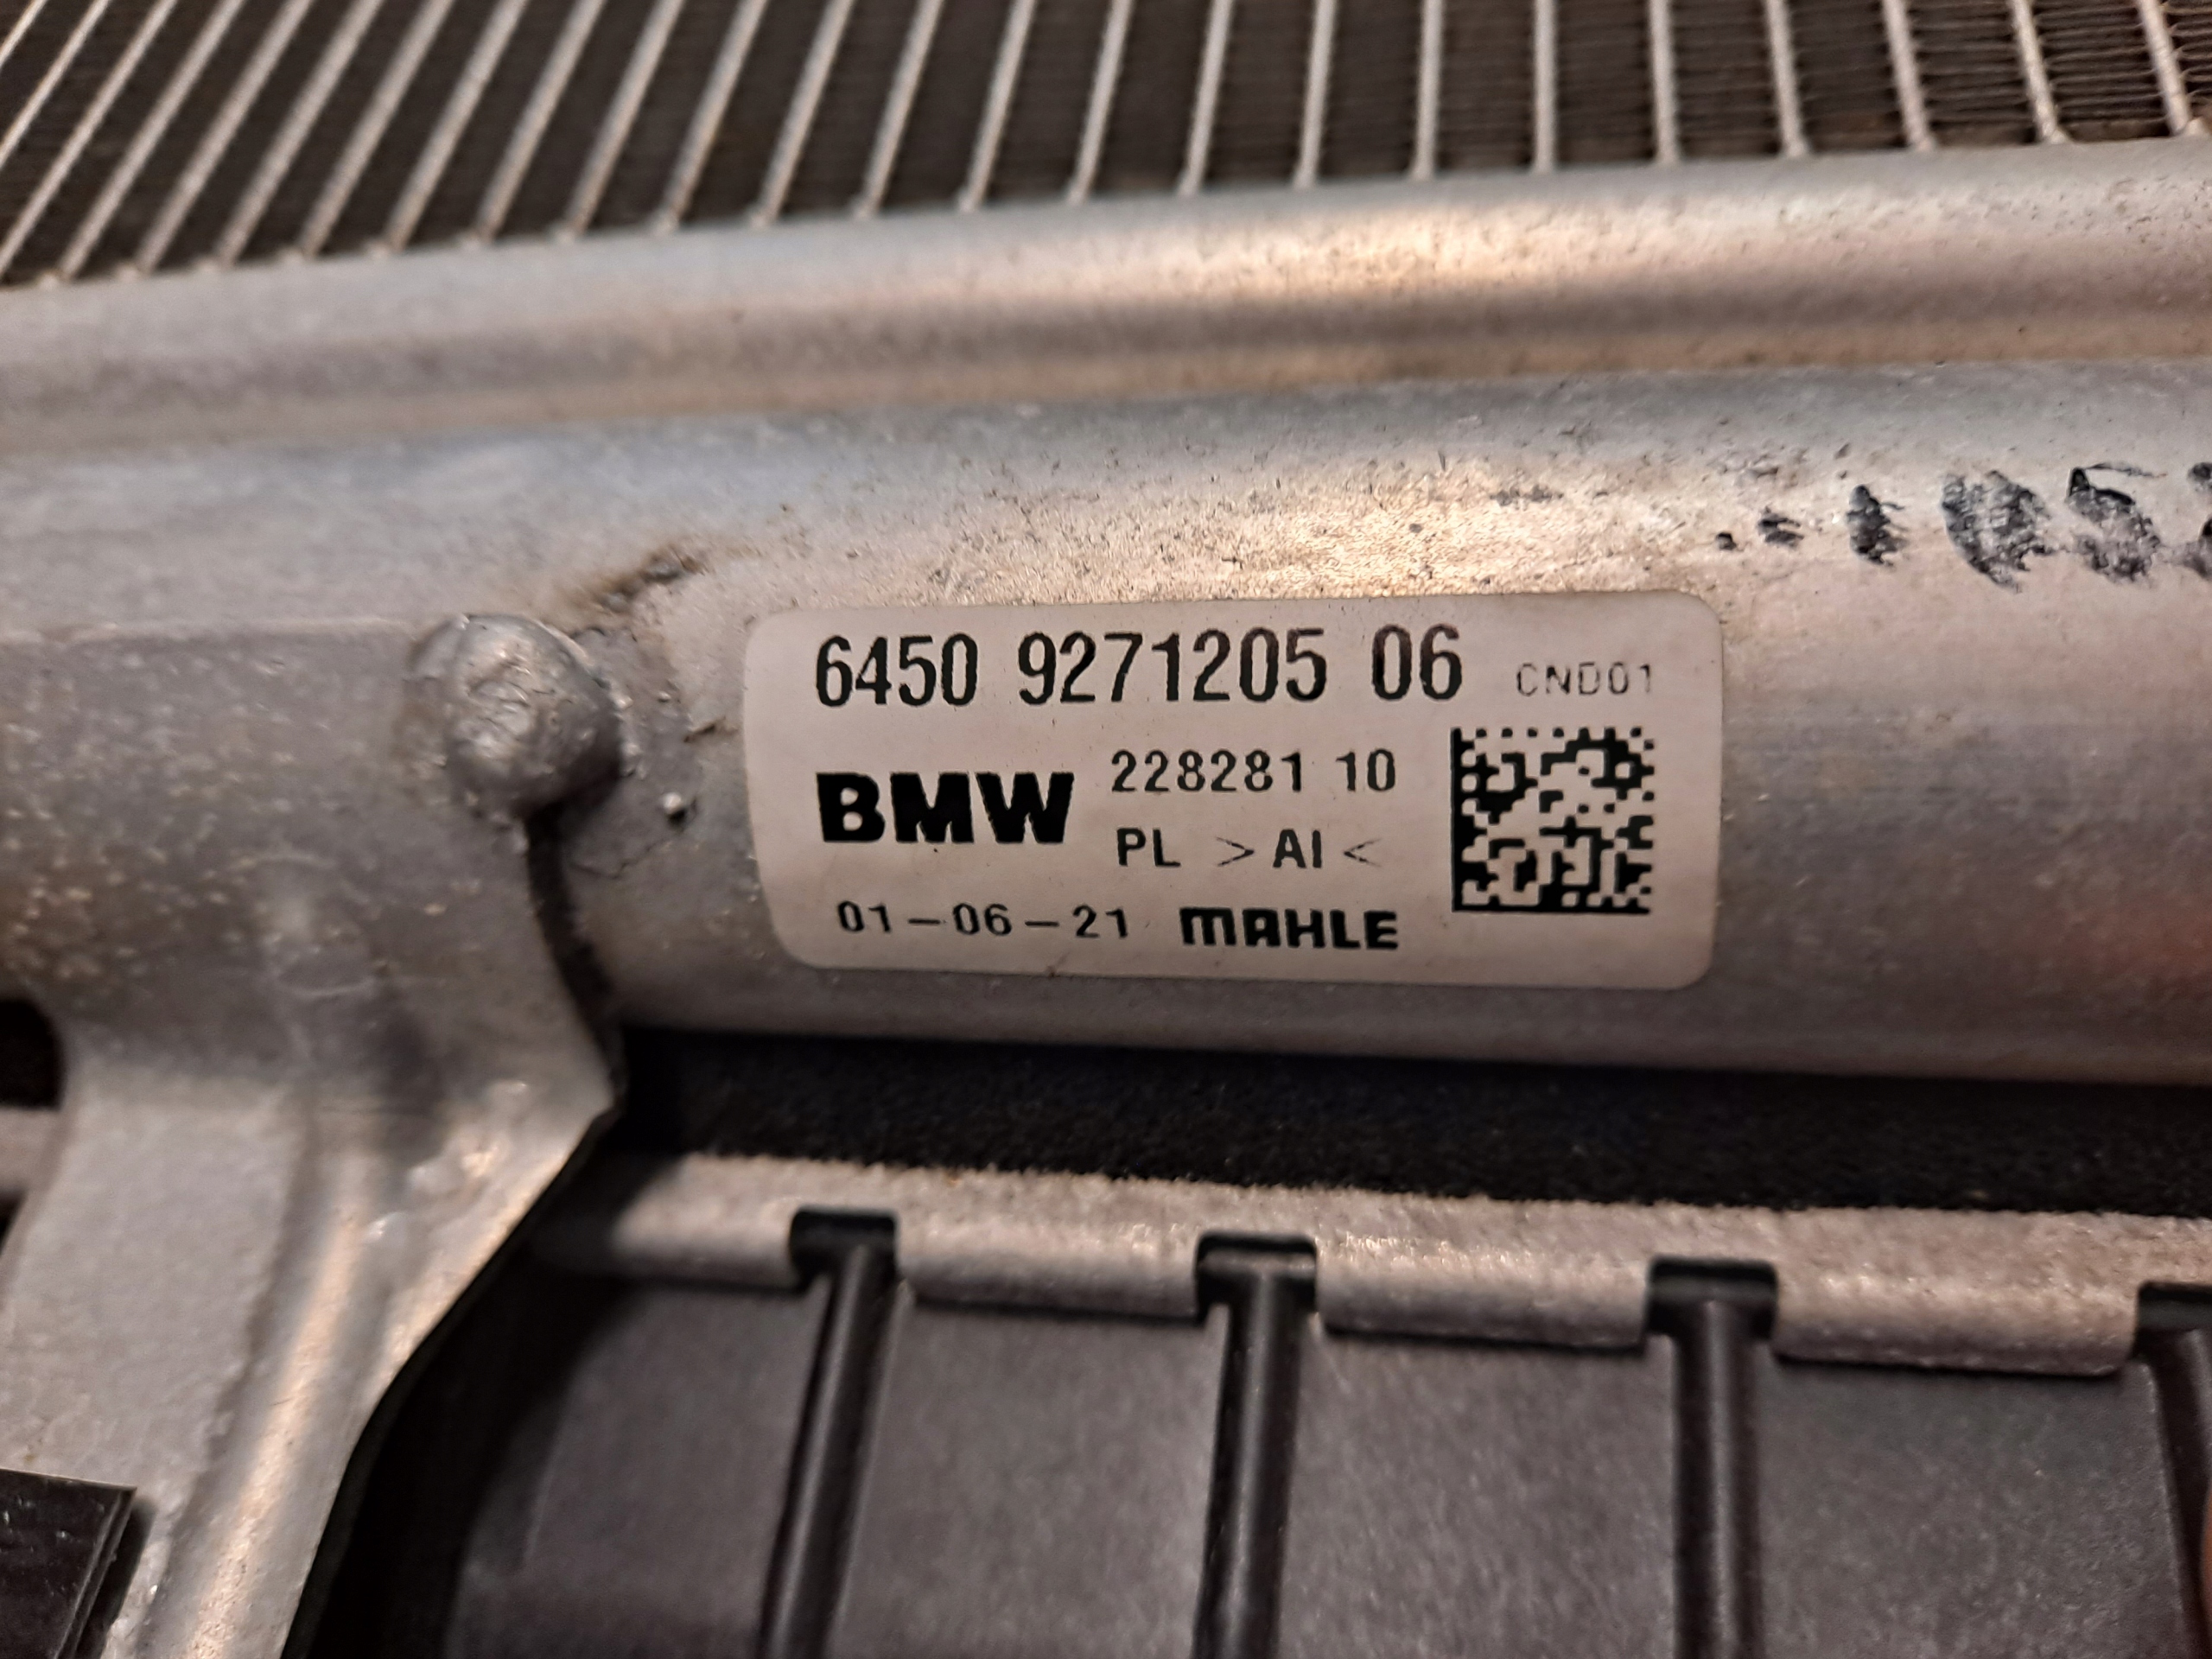 6450 9271205 06 CND01
BMW 228281 10
PL >AI<
01-06-21 MAHLE